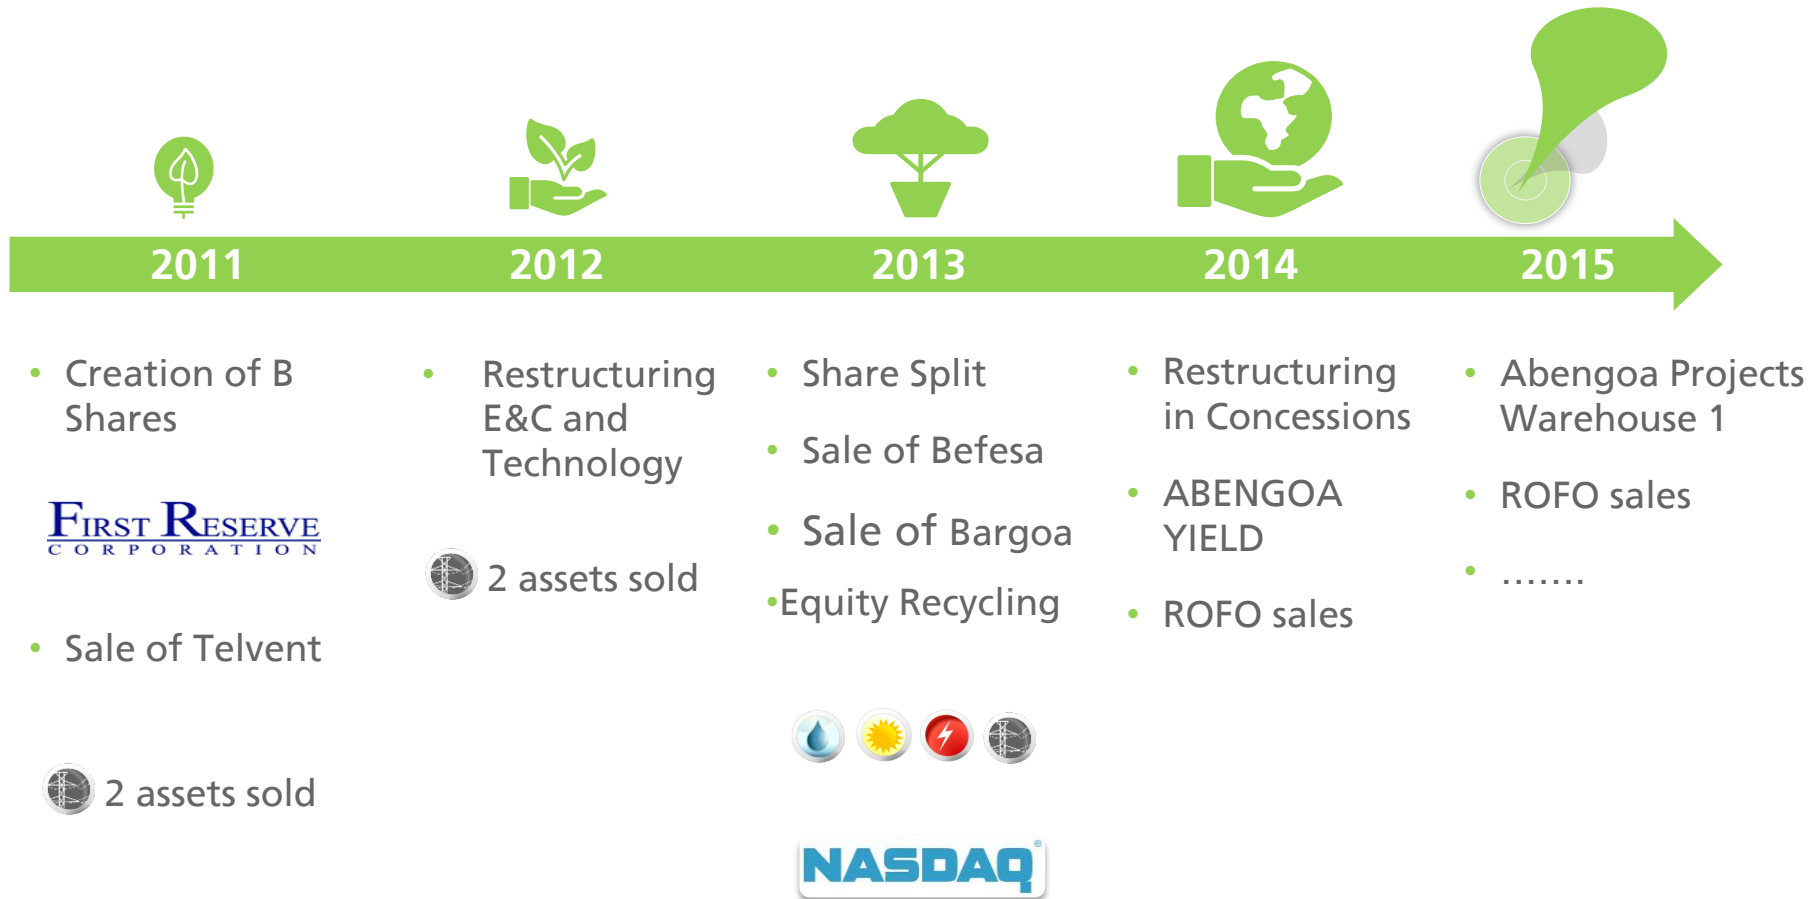 2011
2012
2013
2014
2015
• Creation of B
Shares
FIRST RESERVE
CORPORATION
• Sale of Telvent
2 assets sold
• Restructuring
E&C and
Technology
2 assets sold
• Share Split
• Sale of Befesa
• Sale of Bargoa
•Equity Recycling
NASDAQ®
• Restructuring
in Concessions
• ABENGOA
YIELD
• ROFO sales
• Abengoa Projects
Warehouse 1
• ROFO sales
• .......